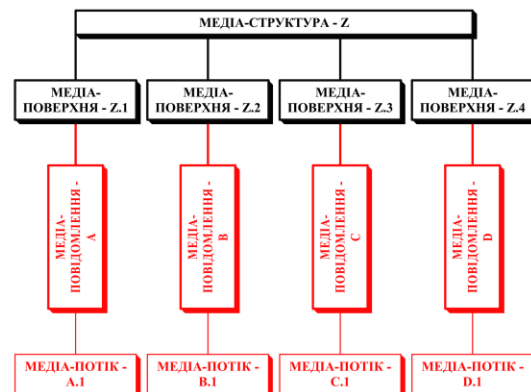 МЕДІА-СТРУКТУРА - Z
МЕДІА-
ПОВЕРХНЯ - Z.1
МЕДІА-
ПОВЕРХНЯ - Z.2
МЕДІА-
ПОВЕРХНЯ - Z.3
МЕДІА-
ПОВЕРХНЯ - Z.4
МЕДІА-
ПОВІДОМЛЕННЯ -
A
МЕДІА-
ПОВІДОМЛЕННЯ -
B
МЕДІА-
ПОВІДОМЛЕННЯ -
C
МЕДІА-
ПОВІДОМЛЕННЯ -
D
МЕДІА-ПОТІК -
A.1
МЕДІА-ПОТІК -
B.1
МЕДІА-ПОТІК -
C.1
МЕДІА-ПОТІК -
D.1